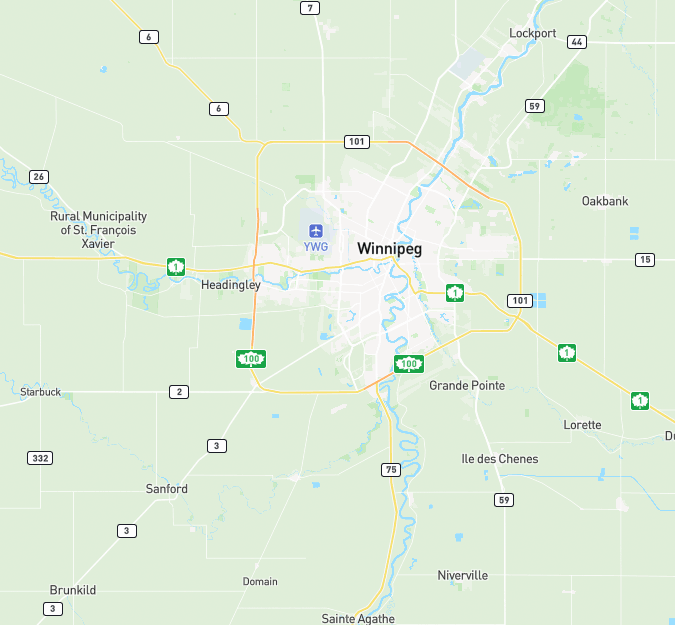 7
6
Lockport
44
6
59
101
26
Oakbank
Rural Municipality
of St. François
Xavier
YWG
Winnipeg
15
1
Headingley
1
101
100
100
1
Grande Pointe
Starbuck
2
1
Lorette
3
332
75
Ile des Chenes
Sanford
59
3
Niverville
Domain
Brunkild
3
Sainte Agathe